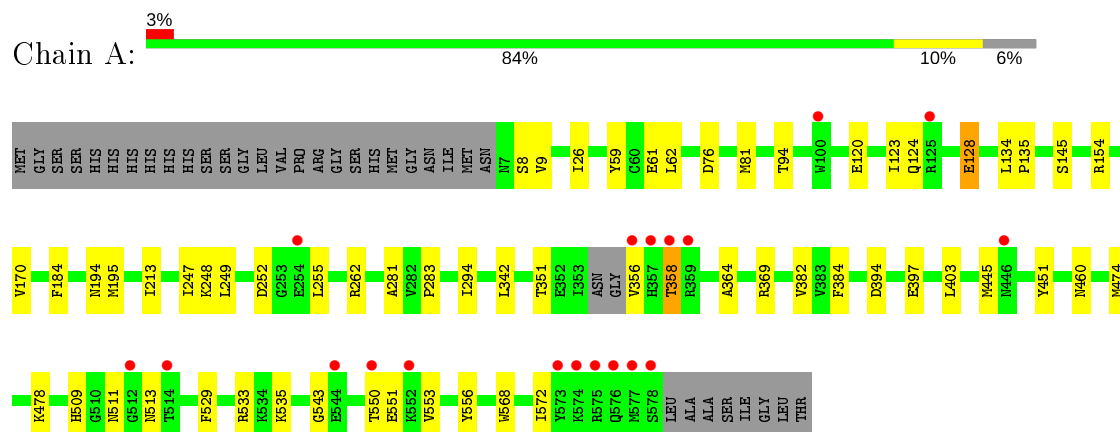 3%
Chain A:
84% 10% 6%
MET GLY SER SER HIS HIS HIS HIS HIS HIS SER SER GLY LEU VAL PRO ARG GLY SER HIS MET GLY ASN ILE MET ASN N7 S8 V9 I26 Y59 C60 E61 L62 D76 M81 T94 W100 E120 I123 Q124 R125 E128 L134 P135 S145 R154
V170 F184 N194 M195 I213 I247 K248 L249 D252 G253 E254 L255 R262 A281 V282 P283 I294 L342 T351 E352 I353 ASN GLY V356 H357 T358 R359 A364 R369 V382 V383 F384 D394 E397 L403 M445 N446 Y451 N460 M474
K478 H509 G510 N511 G512 N513 T514 F529 R533 K534 K535 G543 E544 T550 E551 K552 V553 Y556 W568 I572 Y573 K574 R575 Q576 M577 S578 LEU ALA ALA SER ILE GLY LEU THR